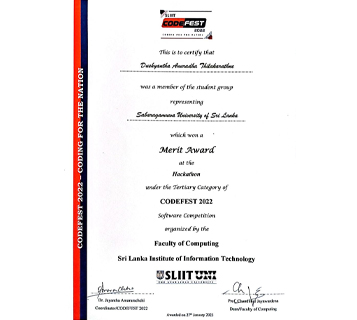 SLIIT
CODEFEST
2022
This is to certify that
Dushyantha Anuradha Thilakarathna
was a member of the student group
representing
Sabaragamuwa University of Sri Lanka
which won a
Merit Award
at the
Hackathon
under the Tertiary Category of
CODEFEST 2022
Software Competition
organized by the
Faculty of Computing
Sri Lanka Institute of Information Technology
SLIIT UNI
Dr. Jayantha Amararachchi
Coordinator/CODEFEST 2022
Prof. Chandimal Jayawardena
Dean/Faculty of Computing
Awarded on 27th January 2023
CODEFEST 2022 – CODING FOR THE NATION